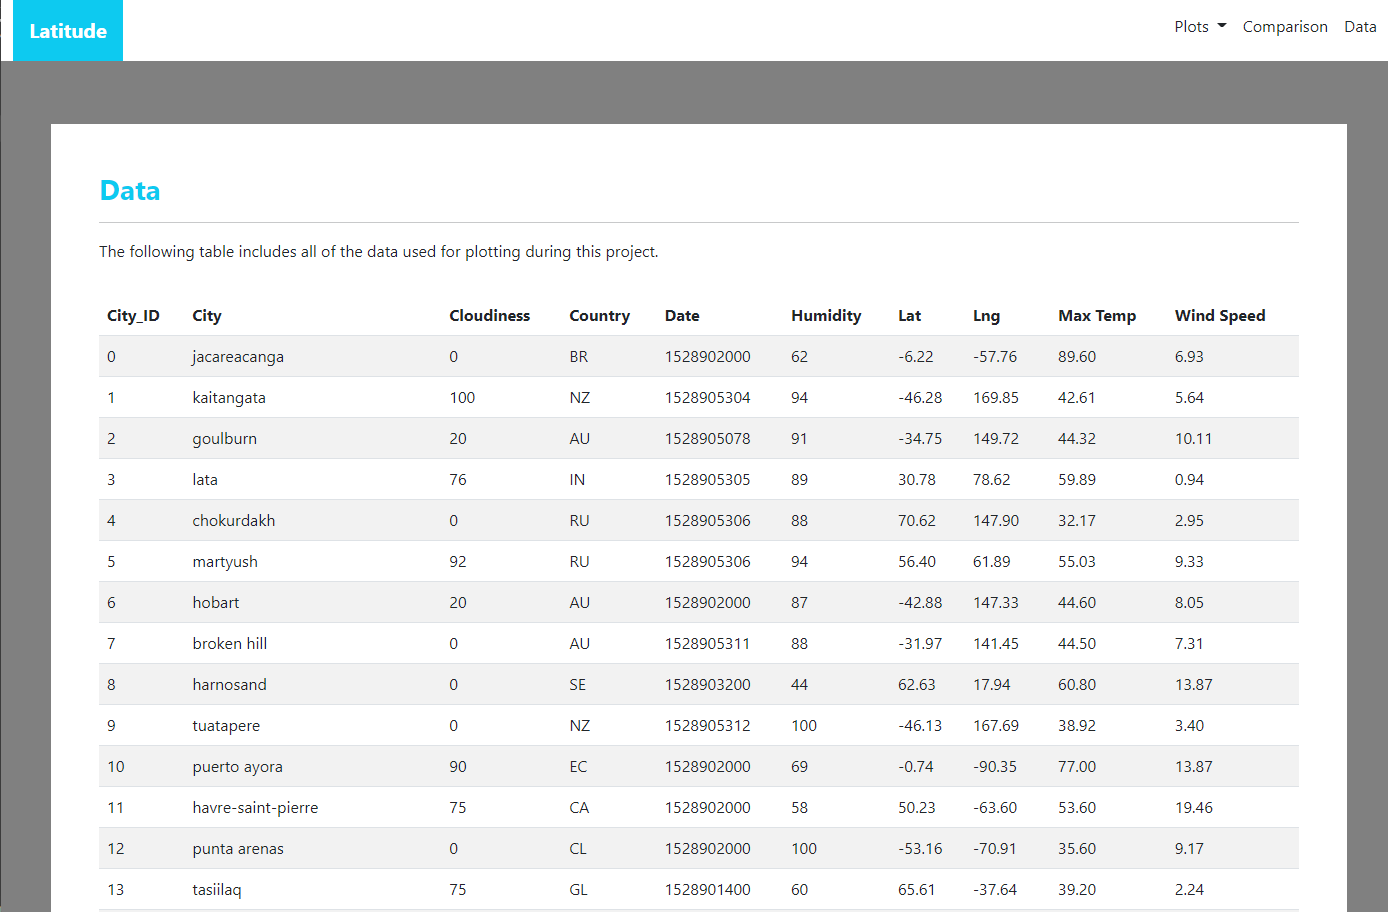 Latitude
Plots Comparison Data
Data
The following table includes all of the data used for plotting during this project.
City_ID City Cloudiness Country Date Humidity Lat Lng Max Temp Wind Speed
0 jacareacanga 0 BR 1528902000 62 -6.22 -57.76 89.60 6.93
1 kaitangata 100 NZ 1528905304 94 -46.28 169.85 42.61 5.64
2 goulburn 20 AU 1528905078 91 -34.75 149.72 44.32 10.11
3 lata 76 IN 1528905305 89 30.78 78.62 59.89 0.94
4 chokurdakh 0 RU 1528905306 88 70.62 147.90 32.17 2.95
5 martyush 92 RU 1528905306 94 56.40 61.89 55.03 9.33
6 hobart 20 AU 1528902000 87 -42.88 147.33 44.60 8.05
7 broken hill 0 AU 1528905311 88 -31.97 141.45 44.50 7.31
8 harnosand 0 SE 1528903200 44 62.63 17.94 60.80 13.87
9 tuatapere 0 NZ 1528905312 100 -46.13 167.69 38.92 3.40
10 puerto ayora 90 EC 1528902000 69 -0.74 -90.35 77.00 13.87
11 havre-saint-pierre 75 CA 1528902000 58 50.23 -63.60 53.60 19.46
12 punta arenas 0 CL 1528902000 100 -53.16 -70.91 35.60 9.17
13 tasiilaq 75 GL 1528901400 60 65.61 -37.64 39.20 2.24